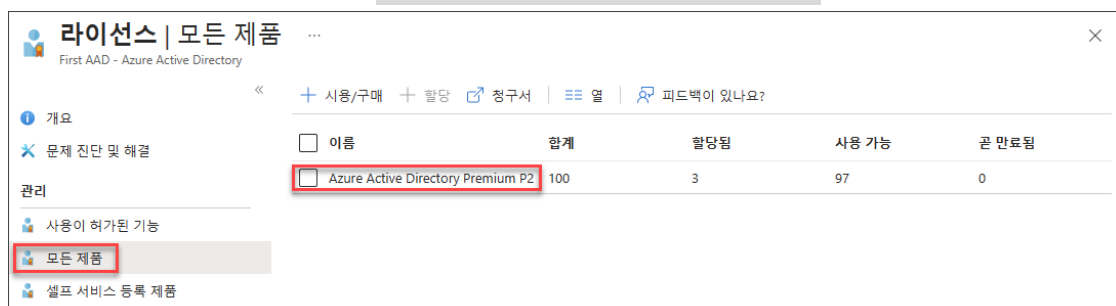 라이선스 | 모든 제품 ...
First AAD - Azure Active Directory
시용/구매 할당 청구서 열 피드백이 있나요?
개요
문제 진단 및 해결
관리
사용이 허가된 기능
모든 제품
셀프 서비스 등록 제품
이름 합계 할당됨 사용 가능 곧 만료됨
Azure Active Directory Premium P2 100 3 97 0